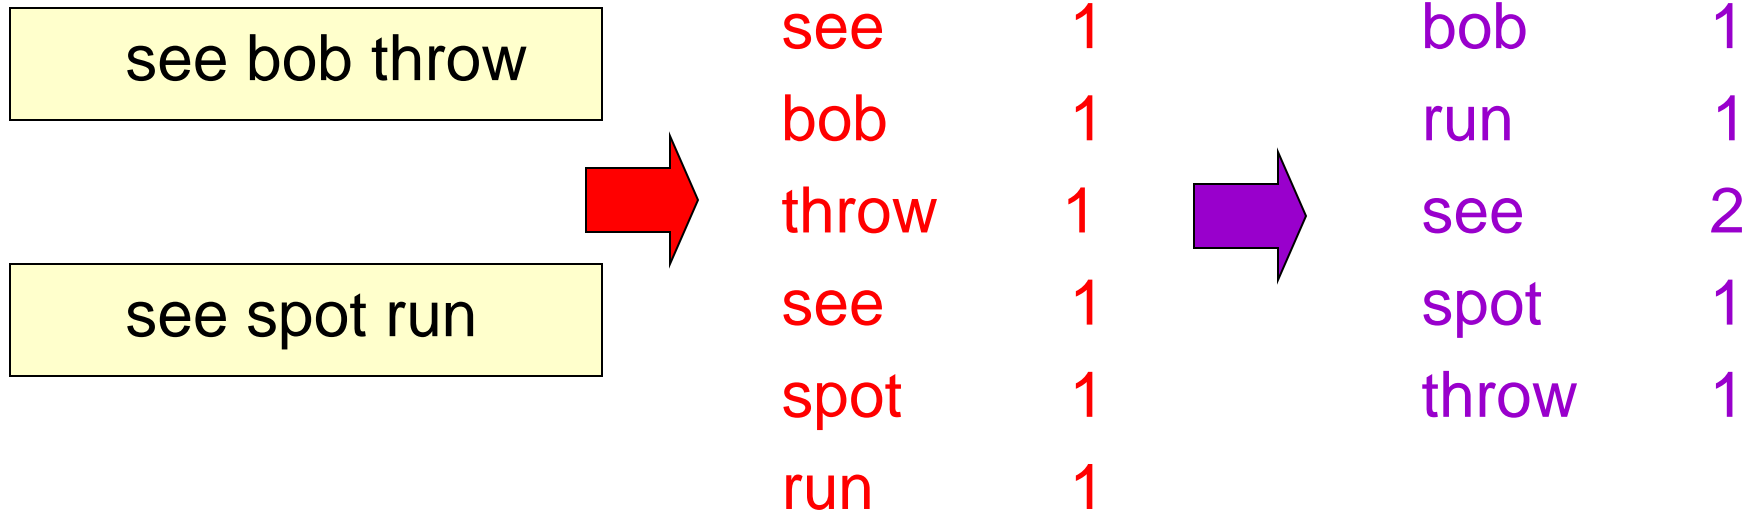 see bob throw
see spot run
see 1
bob 1
throw 1
see 1
spot 1
run 1
bob 1
run 1
see 2
spot 1
throw 1